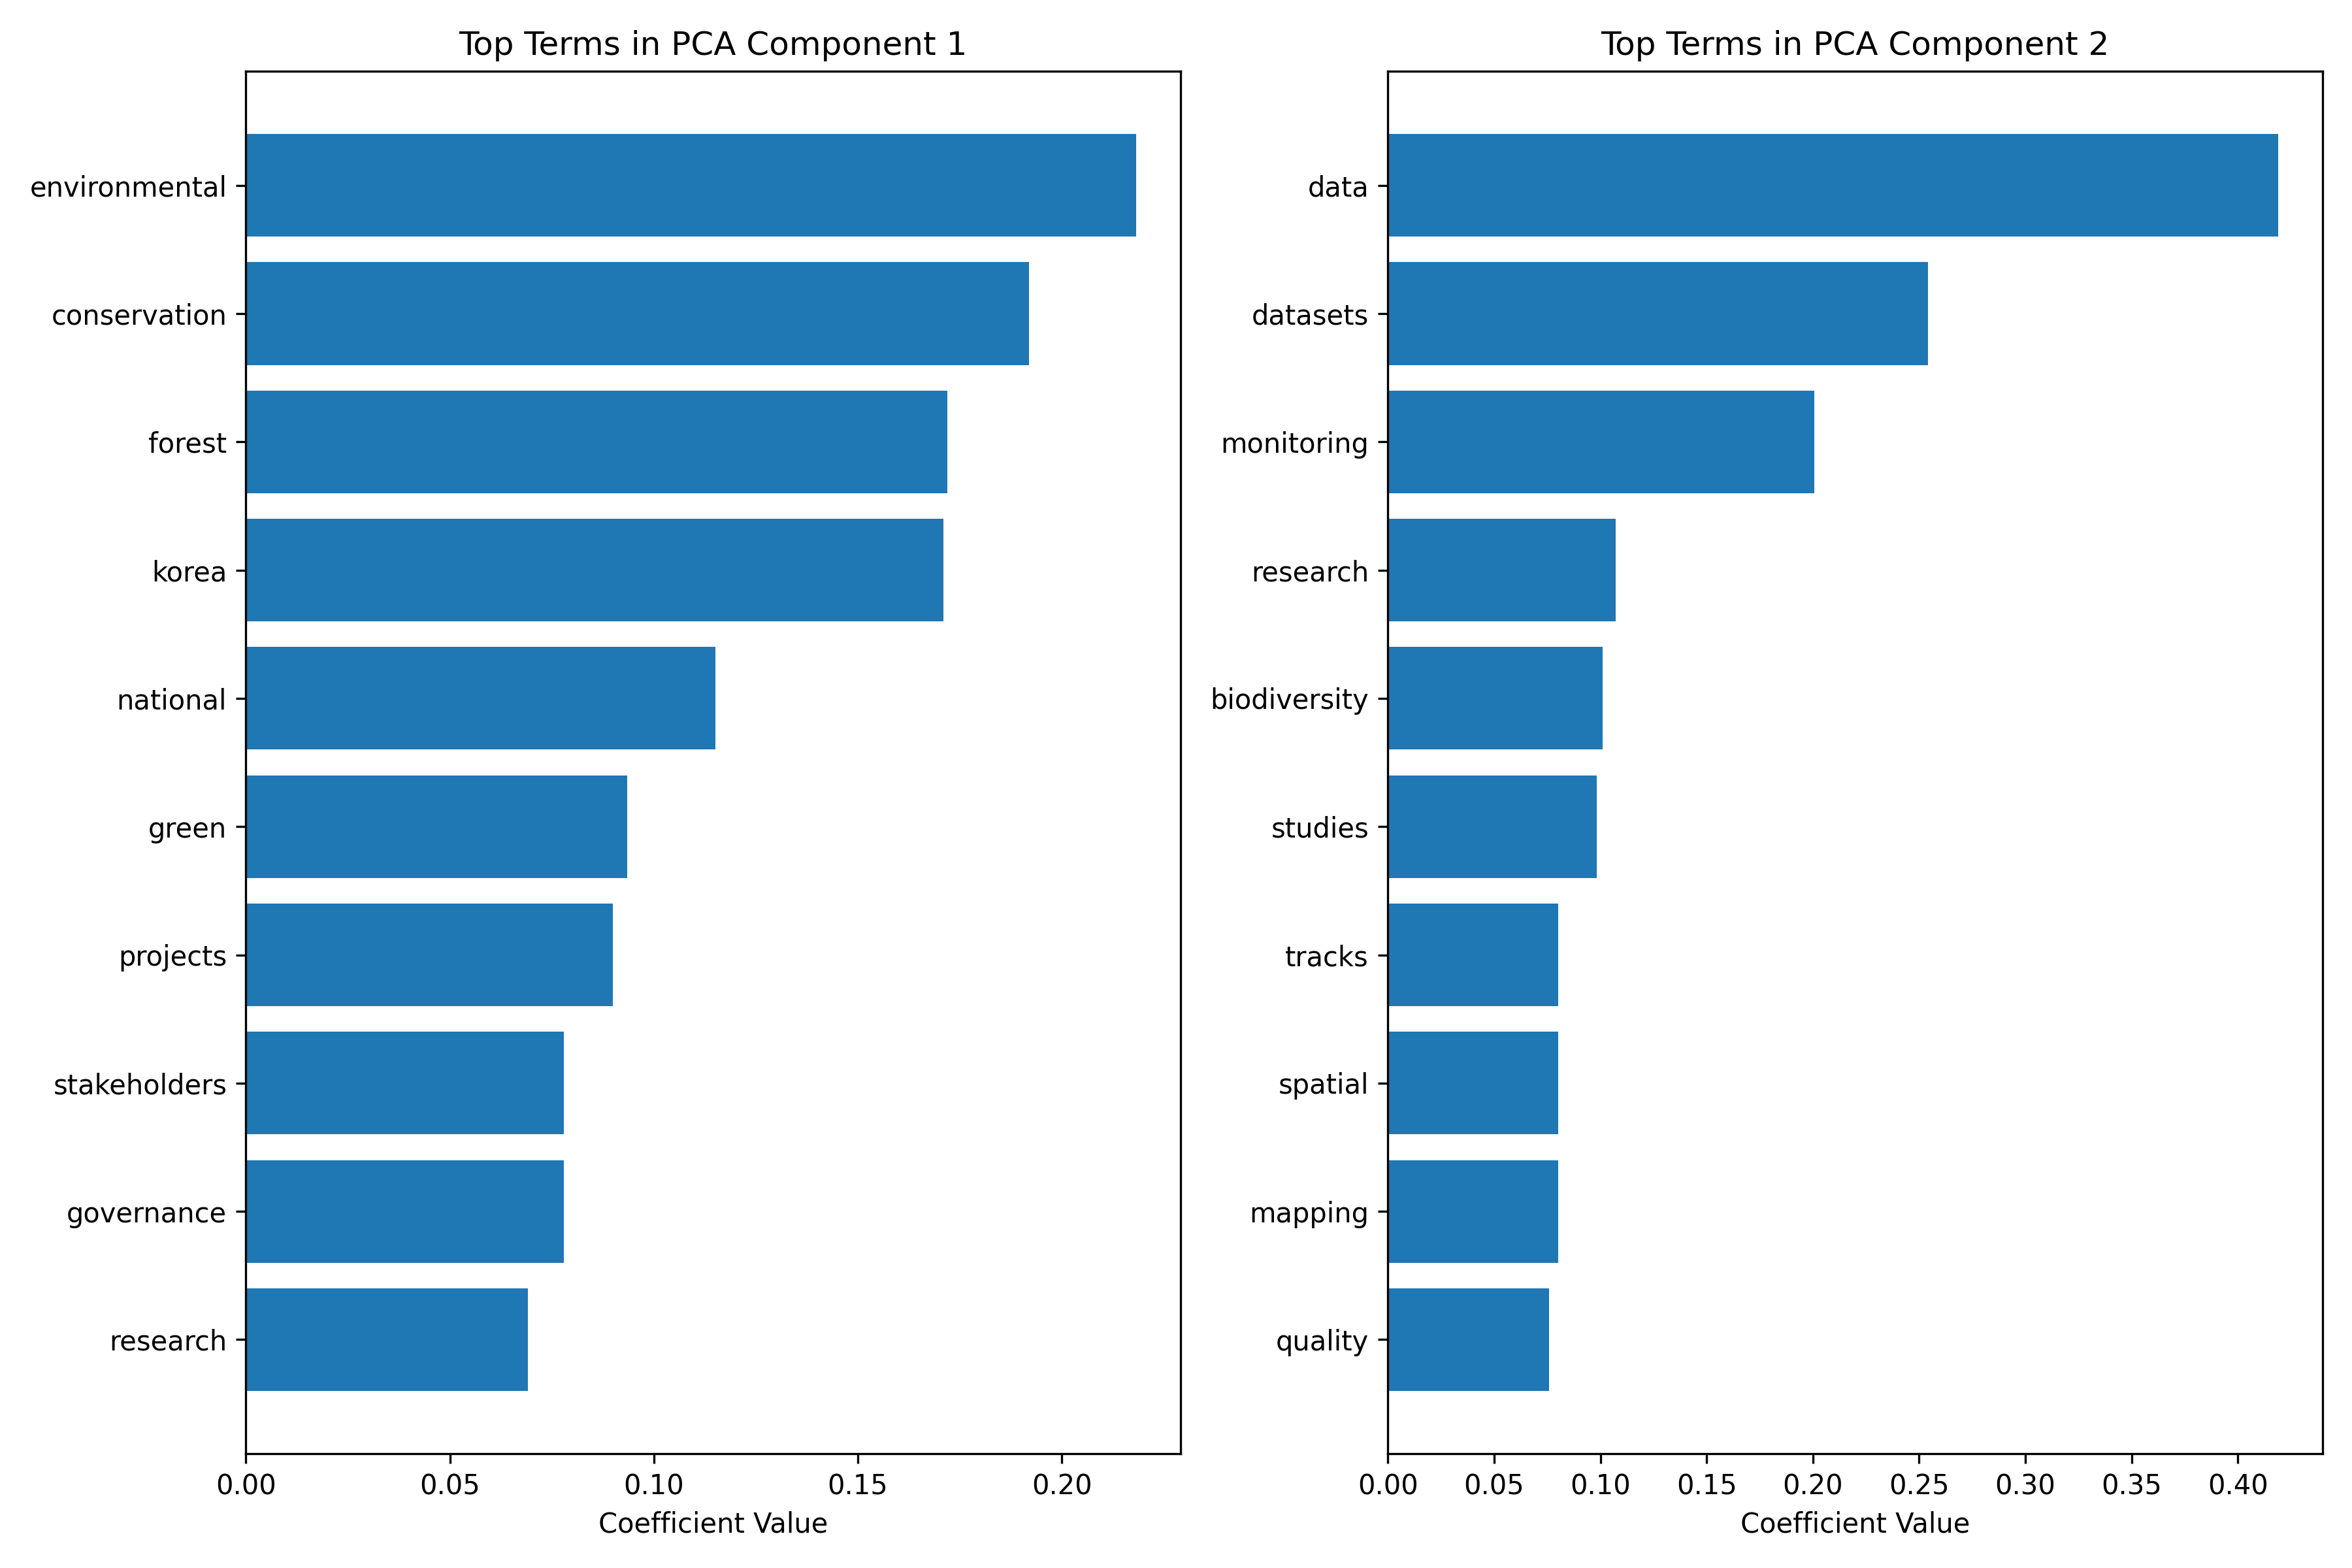 Top Terms in PCA Component 1
environmental
conservation
forest
korea
national
green
projects
stakeholders
governance
research
0.00 0.05 0.10 0.15 0.20
Coefficient Value
Top Terms in PCA Component 2
data
datasets
monitoring
research
biodiversity
studies
tracks
spatial
mapping
quality
0.00 0.05 0.10 0.15 0.20 0.25 0.30 0.35 0.40
Coefficient Value